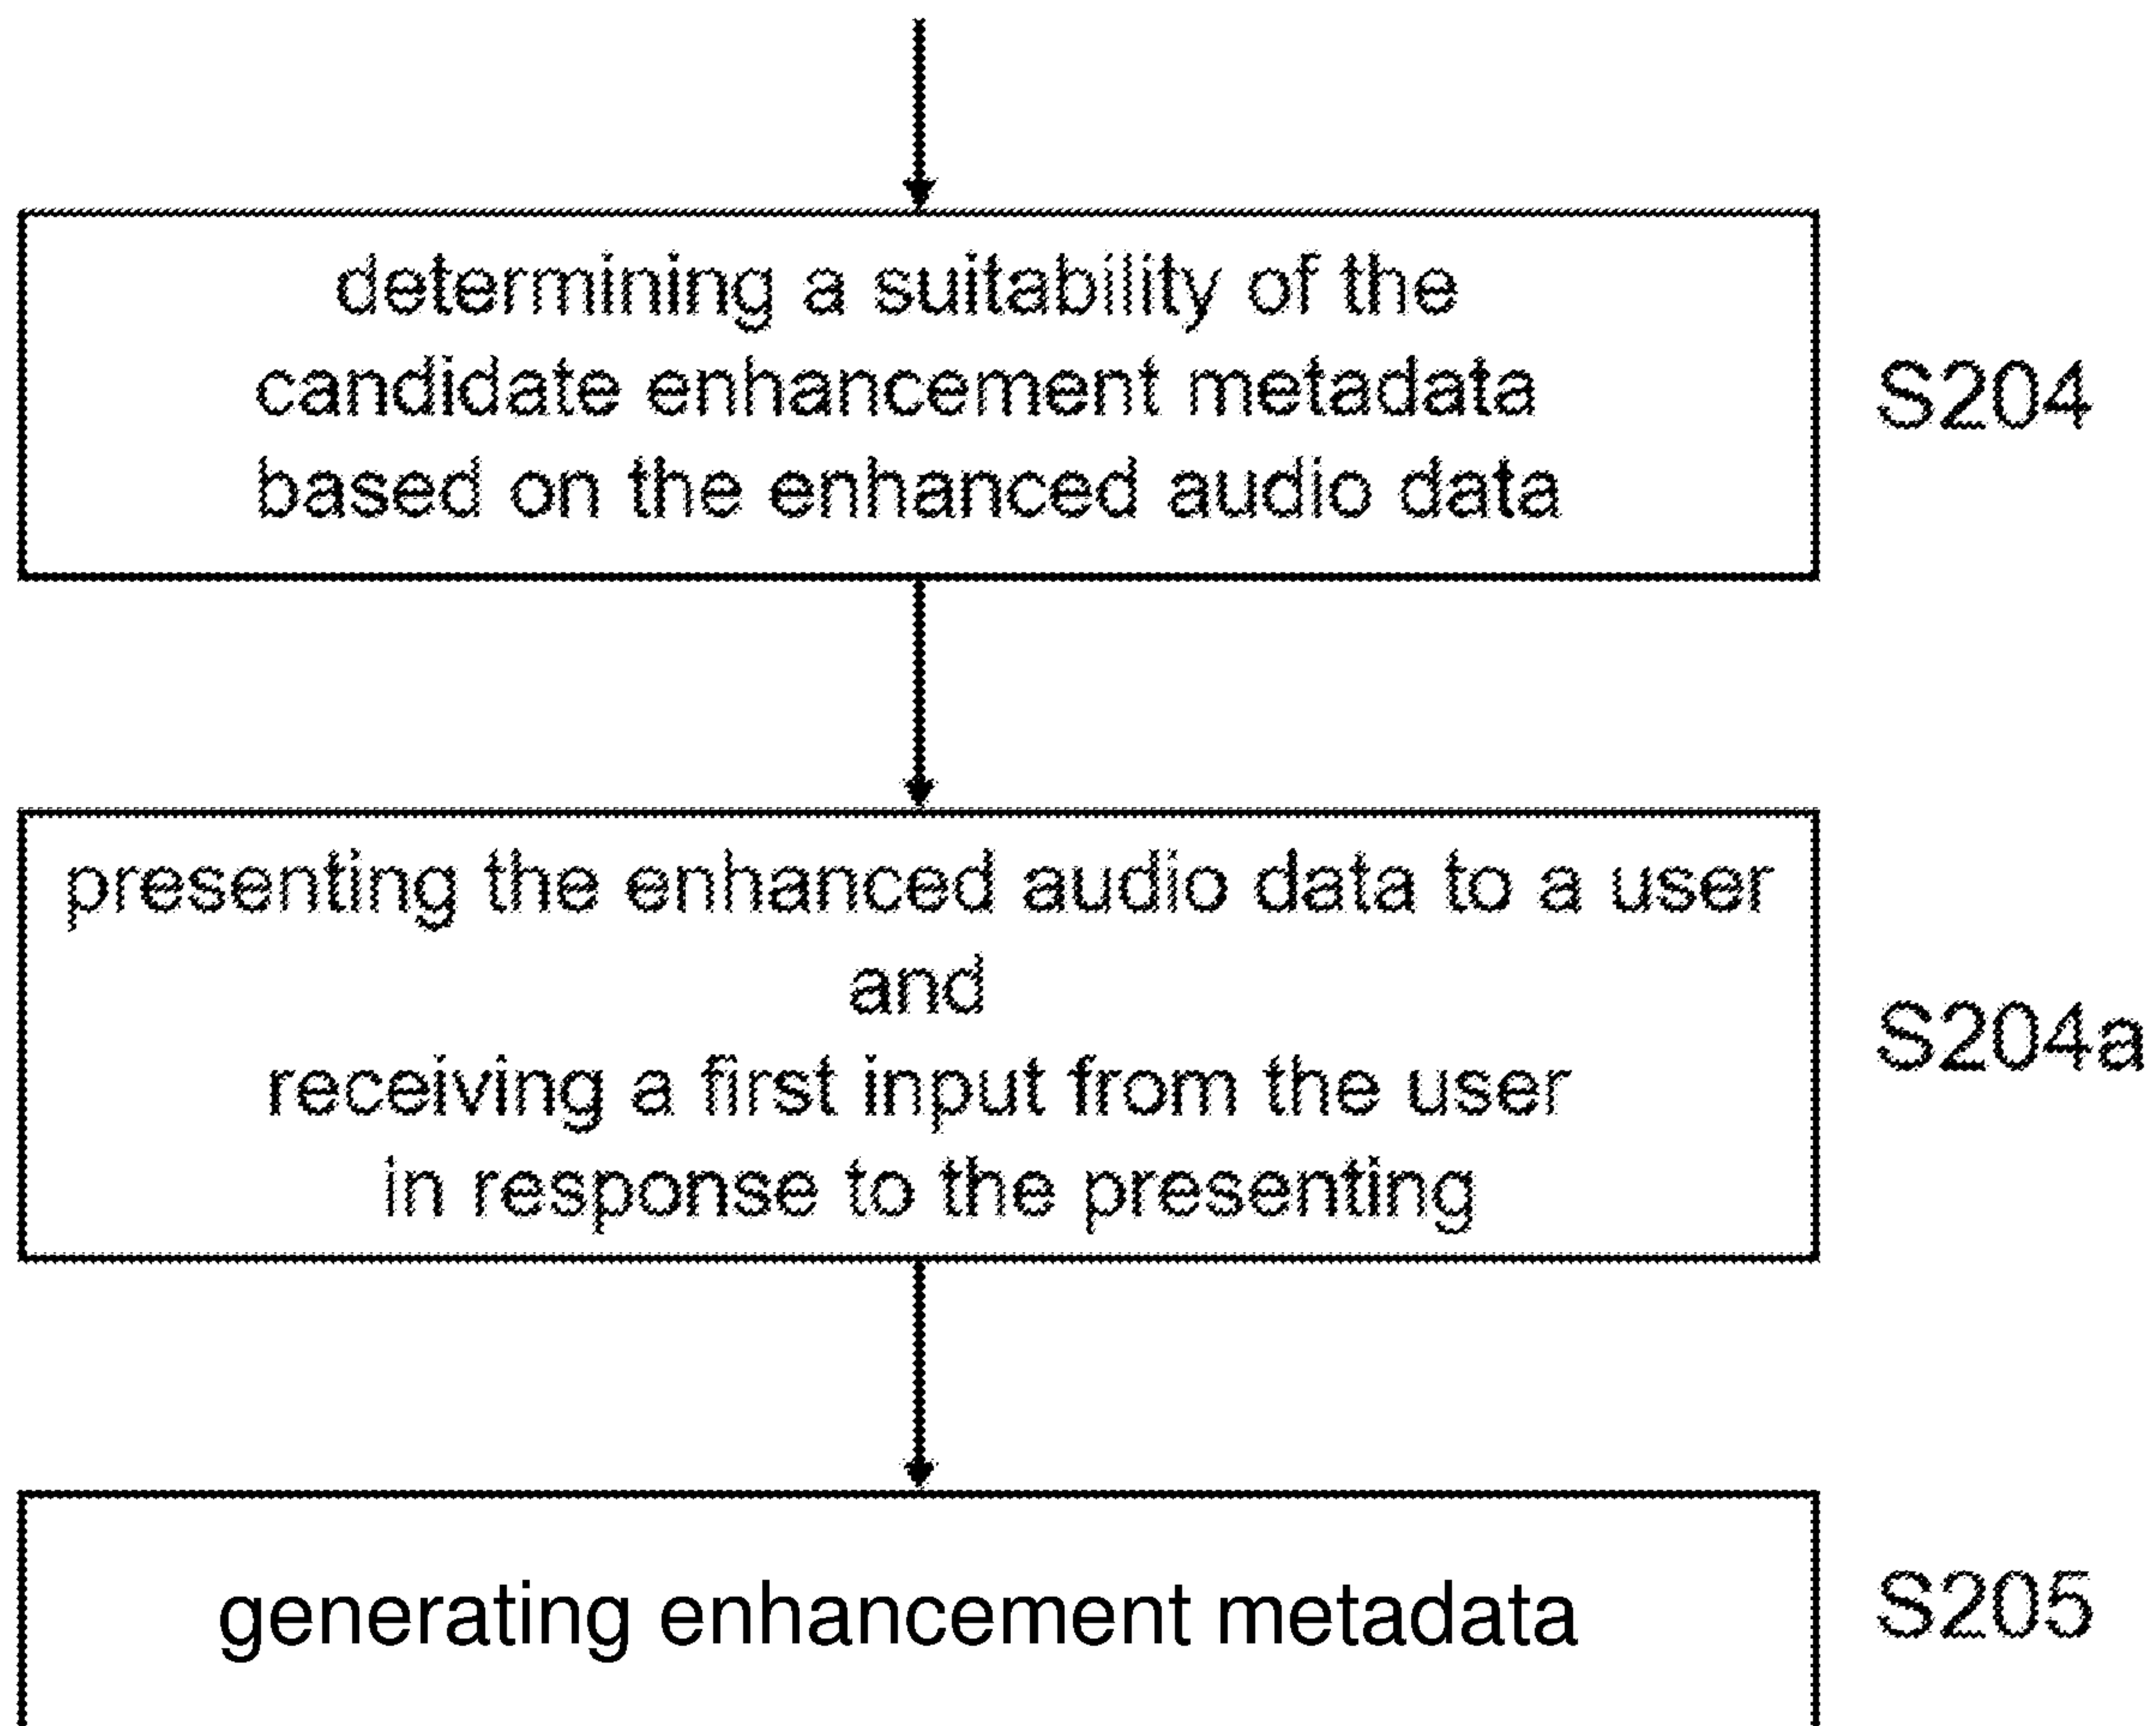 determining a suitability of the
candidate enhancement metadata
based on the enhanced audio data
S204
presenting the enhanced audio data to a user
and
receiving a first input from the user
in response to the presenting
S204a
generating enhancement metadata
S205